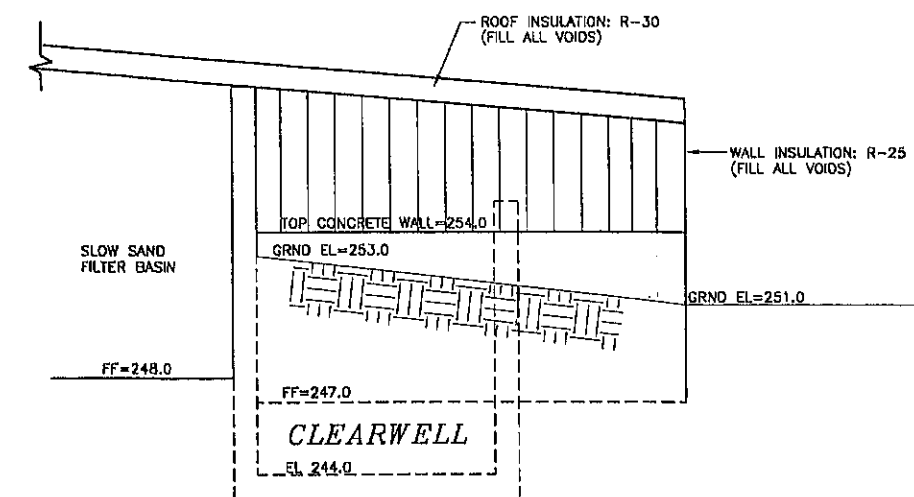 ROOF INSULATION: R-30
(FILL ALL VOIDS)
WALL INSULATION: R-25
(FILL ALL VOIDS)
TOP CONCRETE WALL=254.0
SLOW SAND
FILTER BASIN
GRND EL=253.0
GRND EL=251.0
FF=248.0
FF=247.0
CLEARWELL
EL 244.0